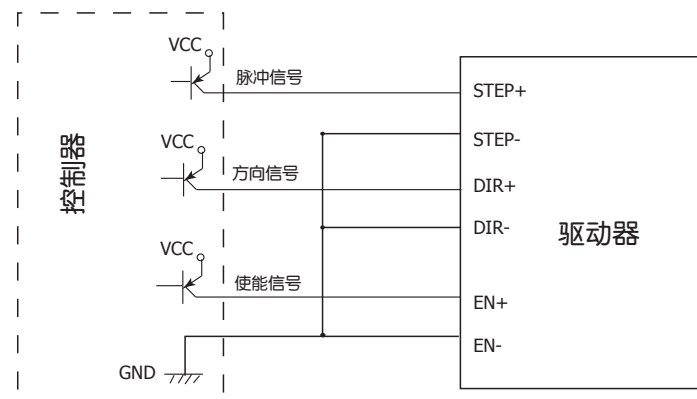 VCC
脉冲信号
STEP+
STEP-
VCC
方向信号
DIR+
控制器
DIR-
驱动器
VCC
使能信号
EN+
EN-
GND